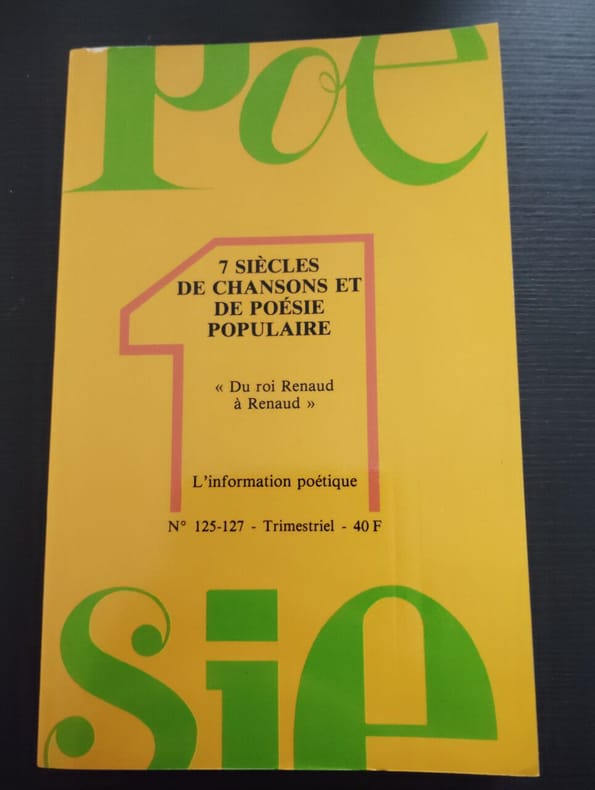 Poe
1
7 SIÈCLES
DE CHANSONS ET
DE POÉSIE
POPULAIRE
« Du roi Renaud
à Renaud »
L'information poétique
N° 125-127 - Trimestriel - 40 F
sie